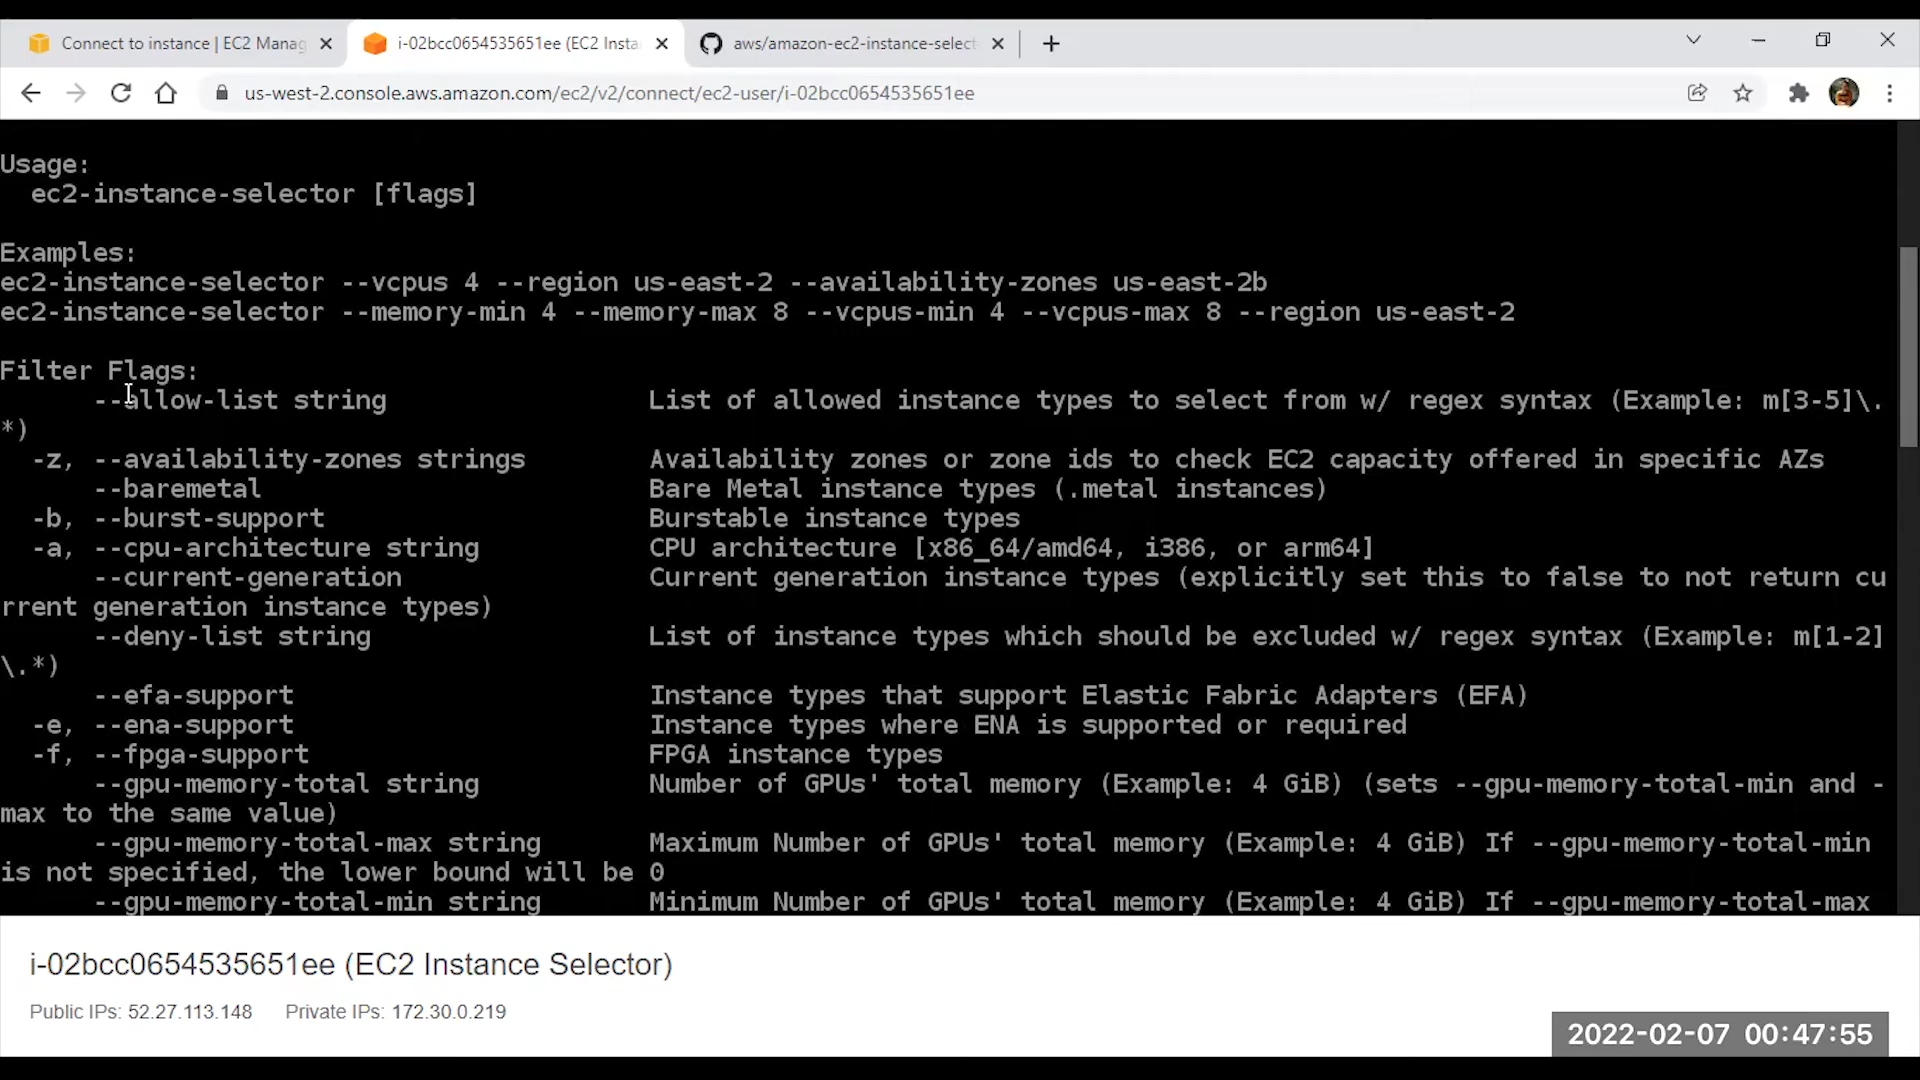 Connect to instance | EC2 Manag
i-02bcc0654535651ee (EC2 Insta
aws/amazon-ec2-instance-select
us-west-2.console.aws.amazon.com/ec2/v2/connect/ec2-user/i-02bcc0654535651ee
Usage:
ec2-instance-selector [flags]
Examples:
ec2-instance-selector --vcpus 4 --region us-east-2 --availability-zones us-east-2b
ec2-instance-selector --memory-min 4 --memory-max 8 --vcpus-min 4 --vcpus-max 8 --region us-east-2
Filter Flags:
--allow-list string List of allowed instance types to select from w/ regex syntax (Example: m[3-5]\.
*)
-z, --availability-zones strings Availability zones or zone ids to check EC2 capacity offered in specific AZs
--baremetal Bare Metal instance types (.metal instances)
-b, --burst-support Burstable instance types
-a, --cpu-architecture string CPU architecture [x86_64/amd64, i386, or arm64]
--current-generation Current generation instance types (explicitly set this to false to not return cu
rrent generation instance types)
--deny-list string List of instance types which should be excluded w/ regex syntax (Example: m[1-2]
\.*)
--efa-support Instance types that support Elastic Fabric Adapters (EFA)
-e, --ena-support Instance types where ENA is supported or required
-f, --fpga-support FPGA instance types
--gpu-memory-total string Number of GPUs' total memory (Example: 4 GiB) (sets --gpu-memory-total-min and -
max to the same value)
--gpu-memory-total-max string Maximum Number of GPUs' total memory (Example: 4 GiB) If --gpu-memory-total-min
is not specified, the lower bound will be 0
--gpu-memory-total-min string Minimum Number of GPUs' total memory (Example: 4 GiB) If --gpu-memory-total-max
i-02bcc0654535651ee (EC2 Instance Selector)
Public IPs: 52.27.113.148 Private IPs: 172.30.0.219
2022-02-07 00:47:55